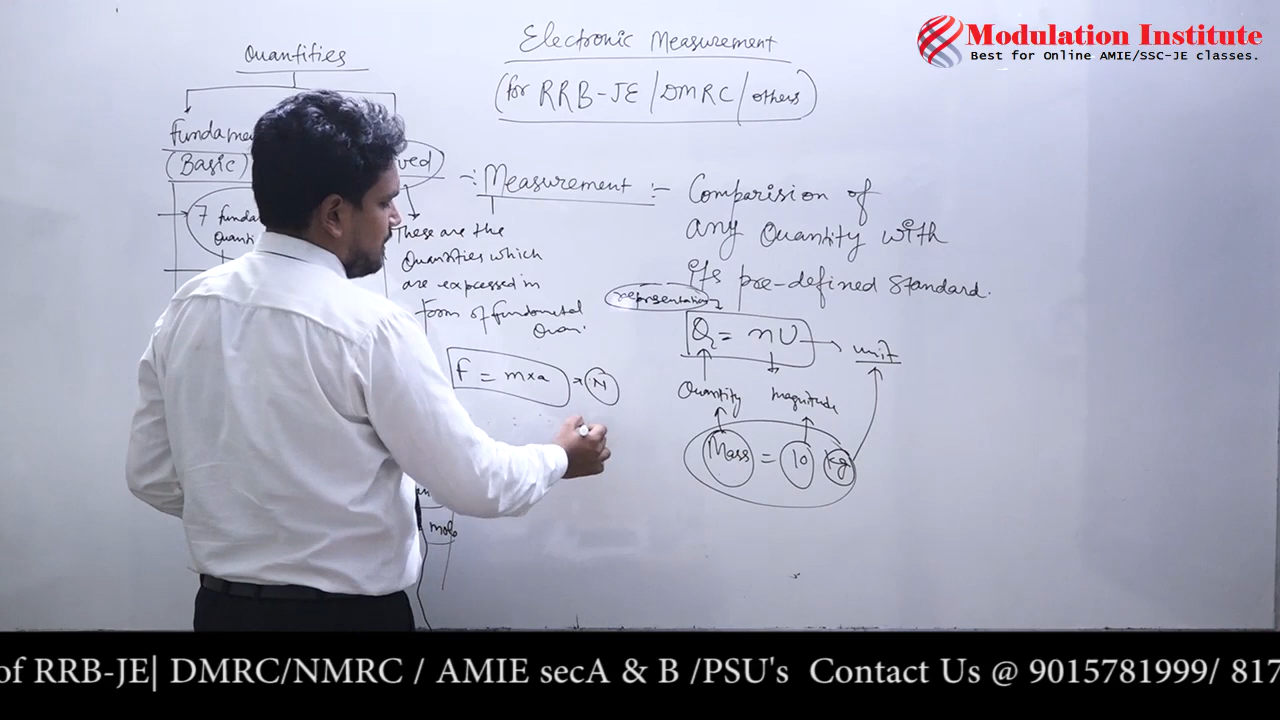 Modulation Institute
Best for Online AMIE/SSC-JE classes.
Electronic Measurement
(for RRB-JE/DMRC/others)
Quantities
Fundame
(Basic)
ved)
7 funda
Quanti
These are the
Quantities which
are expressed in
form of fundamental
Quan.
F = m×a → N
mole
-: Measurement :- Comparision of
any Quantity with
its pre-defined Standard.
representation
Q = nU → unit
Quantity magnitude
Mass = 10 Kg
of RRB-JE| DMRC/NMRC / AMIE secA & B /PSU's Contact Us @ 9015781999/ 817